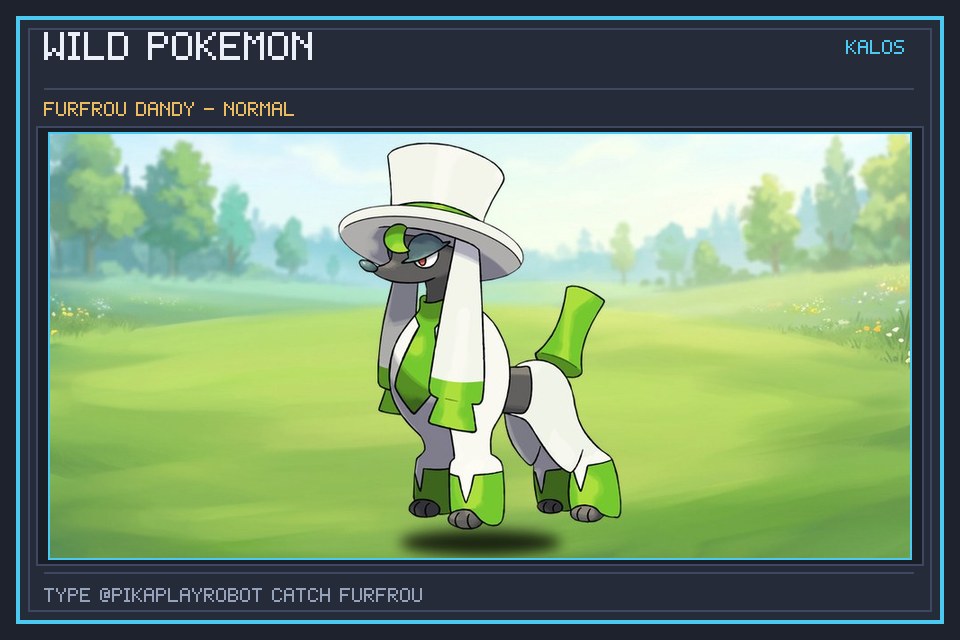 WILD POKEMON
KALOS
FURFROU DANDY - NORMAL
TYPE @PIKAPLAYROBOT CATCH FURFROU